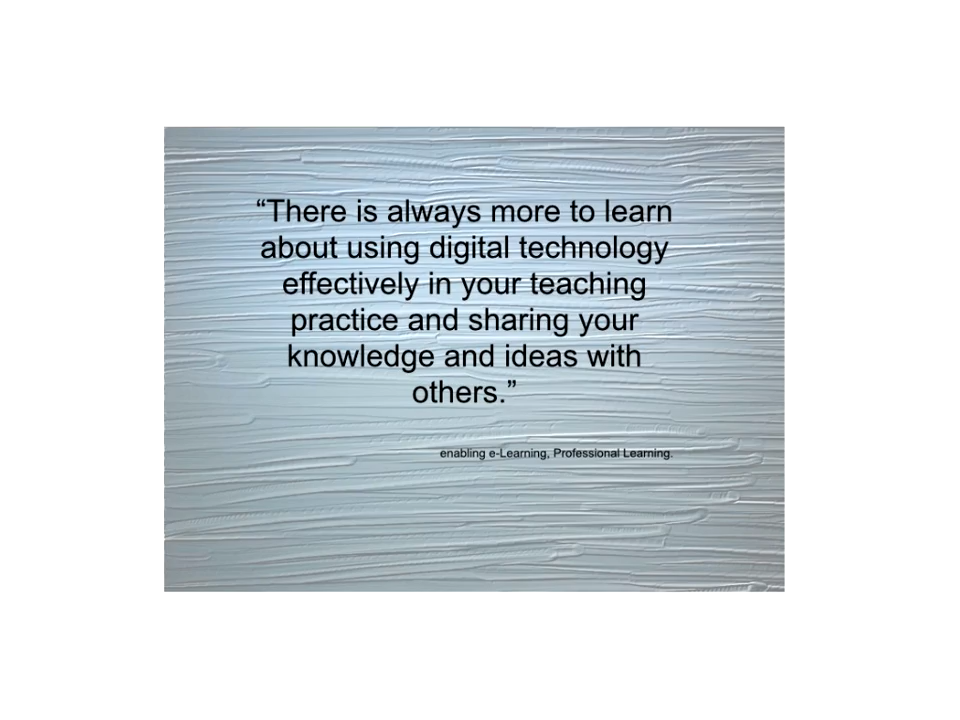 “There is always more to learn
about using digital technology
effectively in your teaching
practice and sharing your
knowledge and ideas with
others.”
enabling e-Learning, Professional Learning.